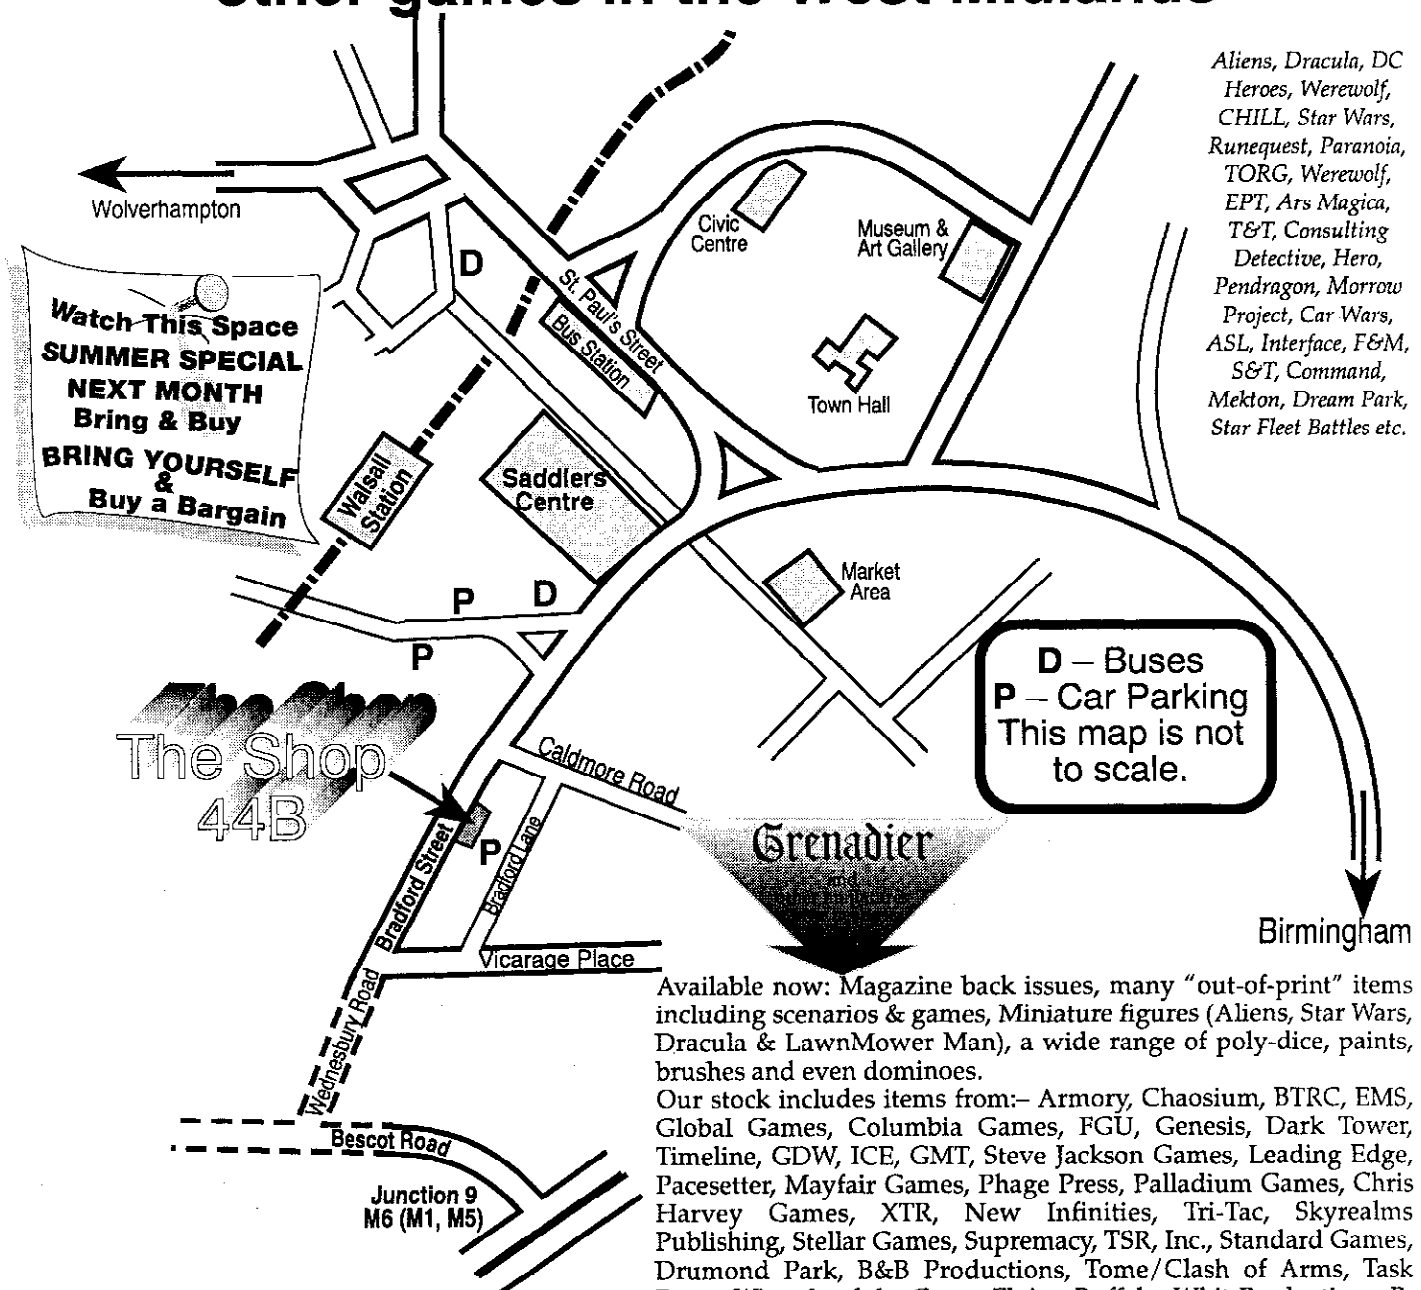 other games in the West Midlands
Aliens, Dracula, DC
Heroes, Werewolf,
CHILL, Star Wars,
Runequest, Paranoia,
TORG, Werewolf,
EPT, Ars Magica,
T&T, Consulting
Detective, Hero,
Pendragon, Morrow
Project, Car Wars,
ASL, Interface, F&M,
S&T, Command,
Mekton, Dream Park,
Star Fleet Battles etc.
Wolverhampton
Civic
Centre
Museum &
Art Gallery
D
St. Paul's Street
Bus Station
Town Hall
Watch This Space
SUMMER SPECIAL
NEXT MONTH
Bring & Buy
BRING YOURSELF
&
Buy a Bargain
Walsall
Station
Saddlers
Centre
Market
Area
P
D
P
D – Buses
P – Car Parking
This map is not
to scale.
The Shop
44B
Caldmore Road
Bradford Street
P
Bradford Lane
Grenadier
and
Birmingham
Vicarage Place
Wednesbury Road
Bescot Road
Junction 9
M6 (M1, M5)
Available now: Magazine back issues, many "out-of-print" items
including scenarios & games, Miniature figures (Aliens, Star Wars,
Dracula & LawnMower Man), a wide range of poly-dice, paints,
brushes and even dominoes.
Our stock includes items from:– Armory, Chaosium, BTRC, EMS,
Global Games, Columbia Games, FGU, Genesis, Dark Tower,
Timeline, GDW, ICE, GMT, Steve Jackson Games, Leading Edge,
Pacesetter, Mayfair Games, Phage Press, Palladium Games, Chris
Harvey Games, XTR, New Infinities, Tri-Tac, Skyrealms
Publishing, Stellar Games, Supremacy, TSR, Inc., Standard Games,
Drumond Park, B&B Productions, Tome/Clash of Arms, Task